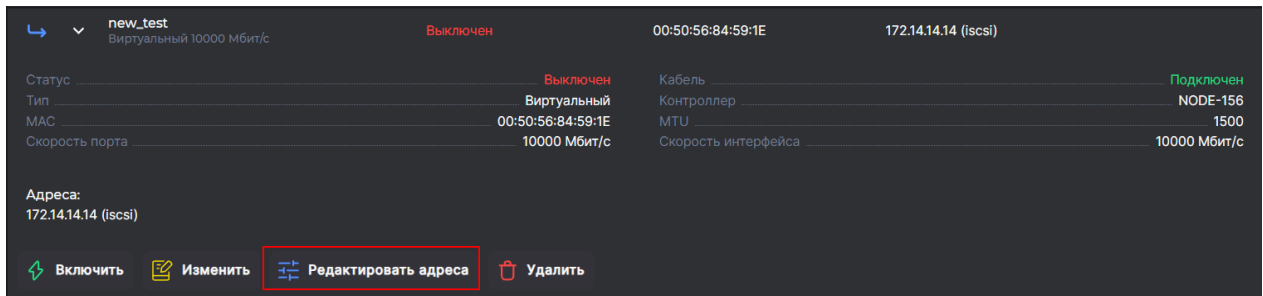 new_test
Виртуальный 10000 Мбит/с
Выключен
00:50:56:84:59:1E
172.14.14.14 (iscsi)
Статус Выключен
Тип Виртуальный
MAC 00:50:56:84:59:1E
Скорость порта 10000 Мбит/с
Кабель Подключен
Контроллер NODE-156
MTU 1500
Скорость интерфейса 10000 Мбит/с
Адреса:
172.14.14.14 (iscsi)
Включить Изменить Редактировать адреса Удалить